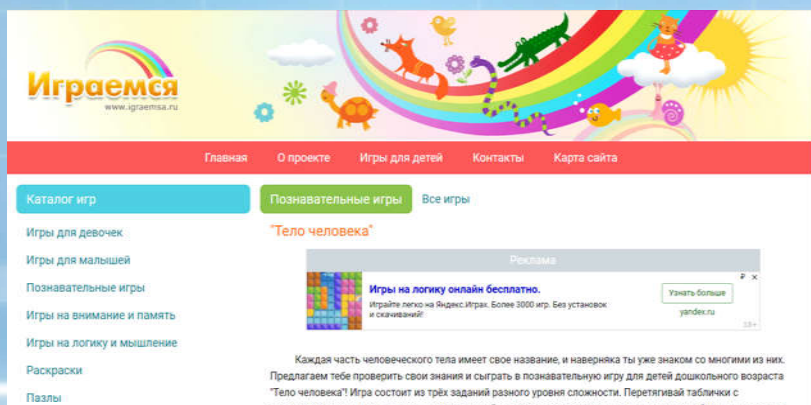 Играемся
www.igraemsa.ru
Главная О проекте Игры для детей Контакты Карта сайта
Каталог игр
Игры для девочек
Игры для малышей
Познавательные игры
Игры на внимание и память
Игры на логику и мышление
Раскраски
Пазлы
Познавательные игры Все игры
"Тело человека"
Реклама
Игры на логику онлайн бесплатно.
Играйте легко на Яндекс.Играх. Более 3000 игр. Без установок
и скачиваний!
Узнать больше
yandex.ru
Каждая часть человеческого тела имеет свое название, и наверняка ты уже знаком со многими из них.
Предлагаем тебе проверить свои знания и сыграть в познавательную игру для детей дошкольного возраста
"Тело человека"! Игра состоит из трёх заданий разного уровня сложности. Перетягивай таблички с